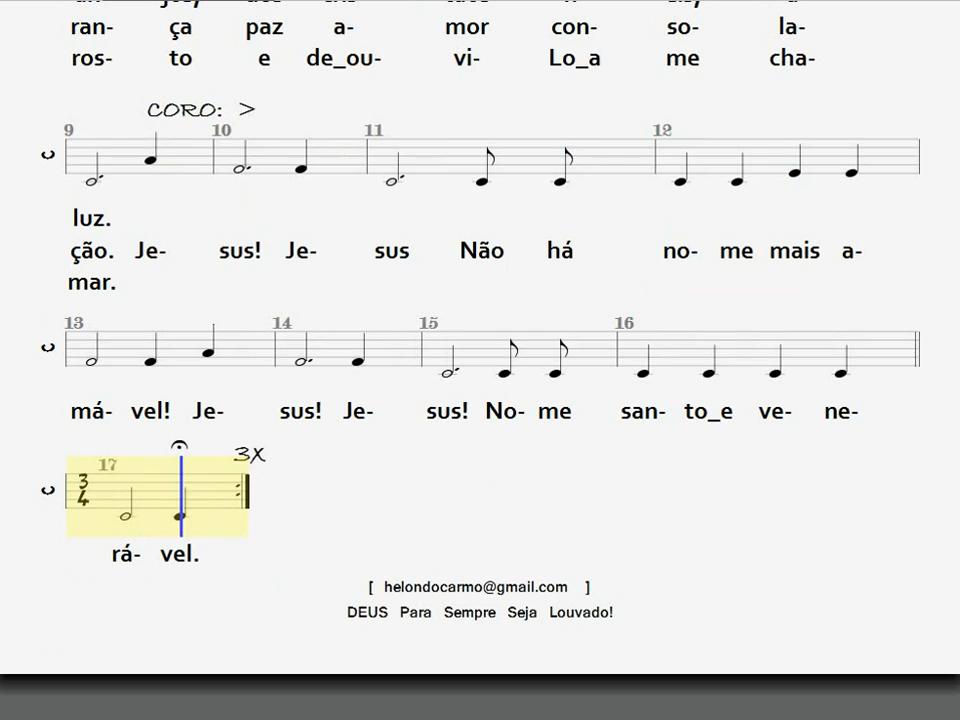 ran- ça paz a- mor con- so- la-
ros- to e de_ou- vi- Lo_a me cha-
CORO: >
9 10 11 12
luz.
ção. Je- sus! Je- sus Não há no- me mais a-
mar.
13 14 15 16
má- vel! Je- sus! Je- sus! No- me san- to_e ve- ne-
3X
17
3
4
rá- vel.
[ helondocarmo@gmail.com ]
DEUS Para Sempre Seja Louvado!